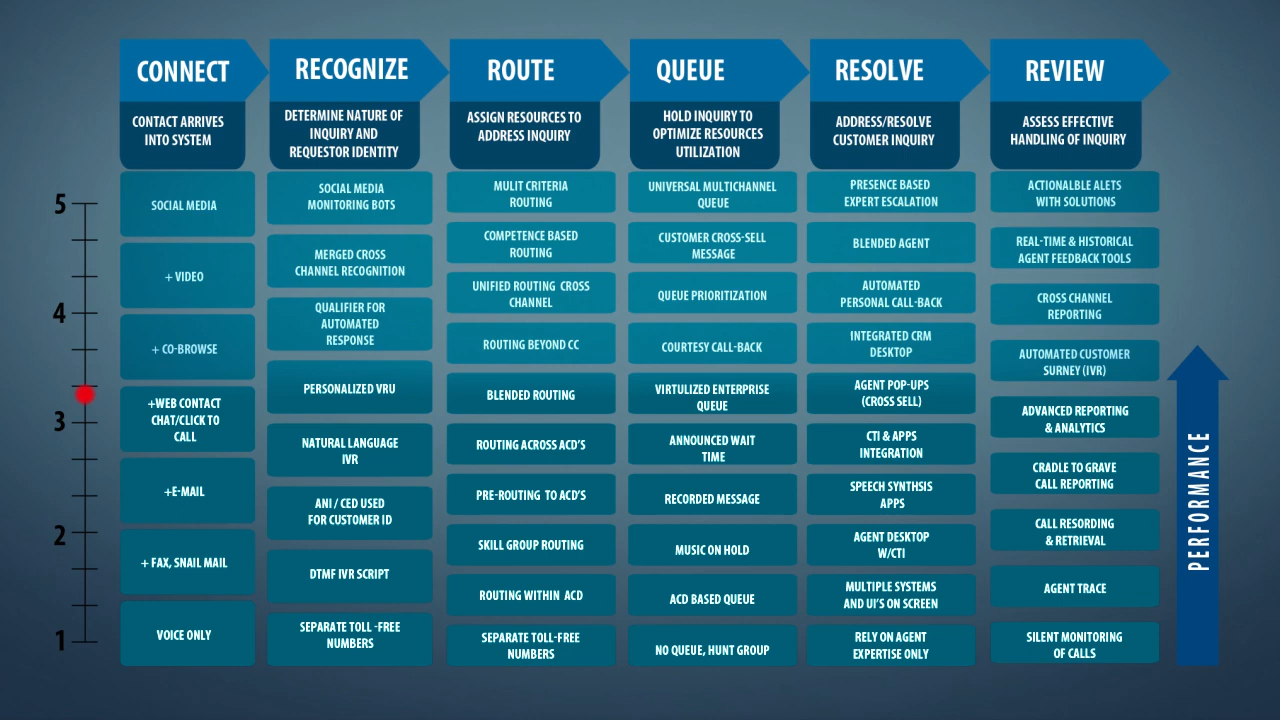 CONNECT
CONTACT ARRIVES
INTO SYSTEM
RECOGNIZE
DETERMINE NATURE OF
INQUIRY AND
REQUESTOR IDENTITY
ROUTE
ASSIGN RESOURCES TO
ADDRESS INQUIRY
QUEUE
HOLD INQUIRY TO
OPTIMIZE RESOURCES
UTILIZATION
RESOLVE
ADDRESS/RESOLVE
CUSTOMER INQUIRY
REVIEW
ASSESS EFFECTIVE
HANDLING OF INQUIRY
5
4
3
2
1
SOCIAL MEDIA
+ VIDEO
+ CO-BROWSE
+WEB CONTACT
CHAT/CLICK TO
CALL
+E-MAIL
+ FAX, SNAIL MAIL
VOICE ONLY
SOCIAL MEDIA
MONITORING BOTS
MERGED CROSS
CHANNEL RECOGNITION
QUALIFIER FOR
AUTOMATED
RESPONSE
PERSONALIZED VRU
NATURAL LANGUAGE
IVR
ANI / CED USED
FOR CUSTOMER ID
DTMF IVR SCRIPT
SEPARATE TOLL -FREE
NUMBERS
MULIT CRITERIA
ROUTING
COMPETENCE BASED
ROUTING
UNIFIED ROUTING CROSS
CHANNEL
ROUTING BEYOND CC
BLENDED ROUTING
ROUTING ACROSS ACD'S
PRE-ROUTING TO ACD'S
SKILL GROUP ROUTING
ROUTING WITHIN ACD
SEPARATE TOLL-FREE
NUMBERS
UNIVERSAL MULTICHANNEL
QUEUE
CUSTOMER CROSS-SELL
MESSAGE
QUEUE PRIORITIZATION
COURTESY CALL-BACK
VIRTULIZED ENTERPRISE
QUEUE
ANNOUNCED WAIT
TIME
RECORDED MESSAGE
MUSIC ON HOLD
ACD BASED QUEUE
NO QUEUE, HUNT GROUP
PRESENCE BASED
EXPERT ESCALATION
BLENDED AGENT
AUTOMATED
PERSONAL CALL-BACK
INTEGRATED CRM
DESKTOP
AGENT POP-UPS
(CROSS SELL)
CTI & APPS
INTEGRATION
SPEECH SYNTHSIS
APPS
AGENT DESKTOP
W/CTI
MULTIPLE SYSTEMS
AND UI'S ON SCREEN
RELY ON AGENT
EXPERTISE ONLY
ACTIONALBLE ALETS
WITH SOLUTIONS
REAL-TIME & HISTORICAL
AGENT FEEDBACK TOOLS
CROSS CHANNEL
REPORTING
AUTOMATED CUSTOMER
SURNEY (IVR)
ADVANCED REPORTING
& ANALYTICS
CRADLE TO GRAVE
CALL REPORTING
CALL RESORDING
& RETRIEVAL
AGENT TRACE
SILENT MONITORING
OF CALLS
PERFORMANCE